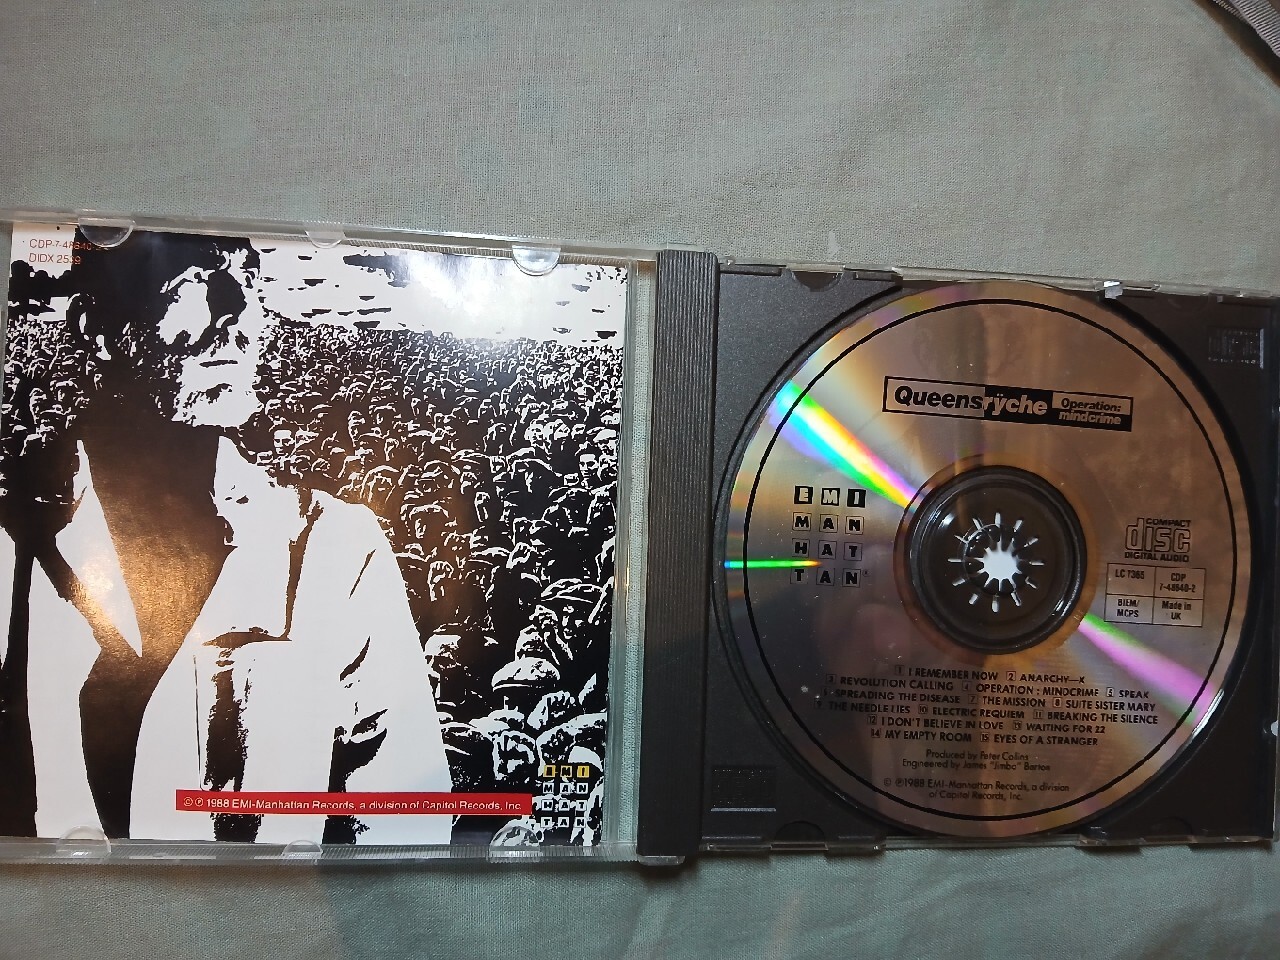 CDP-7-48640-2
DIDX 2539
© ℗ 1988 EMI-Manhattan Records, a division of Capitol Records, Inc.
EMI
MAN
HAT
TAN
Queensrÿche Operation:
mindcrime
EMI
MAN
HAT
TAN
COMPACT
disc
DIGITAL AUDIO
LC 7365 CDP
7-48640-2
BIEM/
MCPS Made in
UK
1 I REMEMBER NOW 2 ANARCHY—X
3 REVOLUTION CALLING 4 OPERATION : MINDCRIME 5 SPEAK
6 SPREADING THE DISEASE 7 THE MISSION 8 SUITE SISTER MARY
9 THE NEEDLE LIES 10 ELECTRIC REQUIEM 11 BREAKING THE SILENCE
12 I DON'T BELIEVE IN LOVE 13 WAITING FOR 22
14 MY EMPTY ROOM 15 EYES OF A STRANGER
Produced by Peter Collins
Engineered by James "Jimbo" Barton
© ℗ 1988 EMI-Manhattan Records, a division
of Capitol Records, Inc.